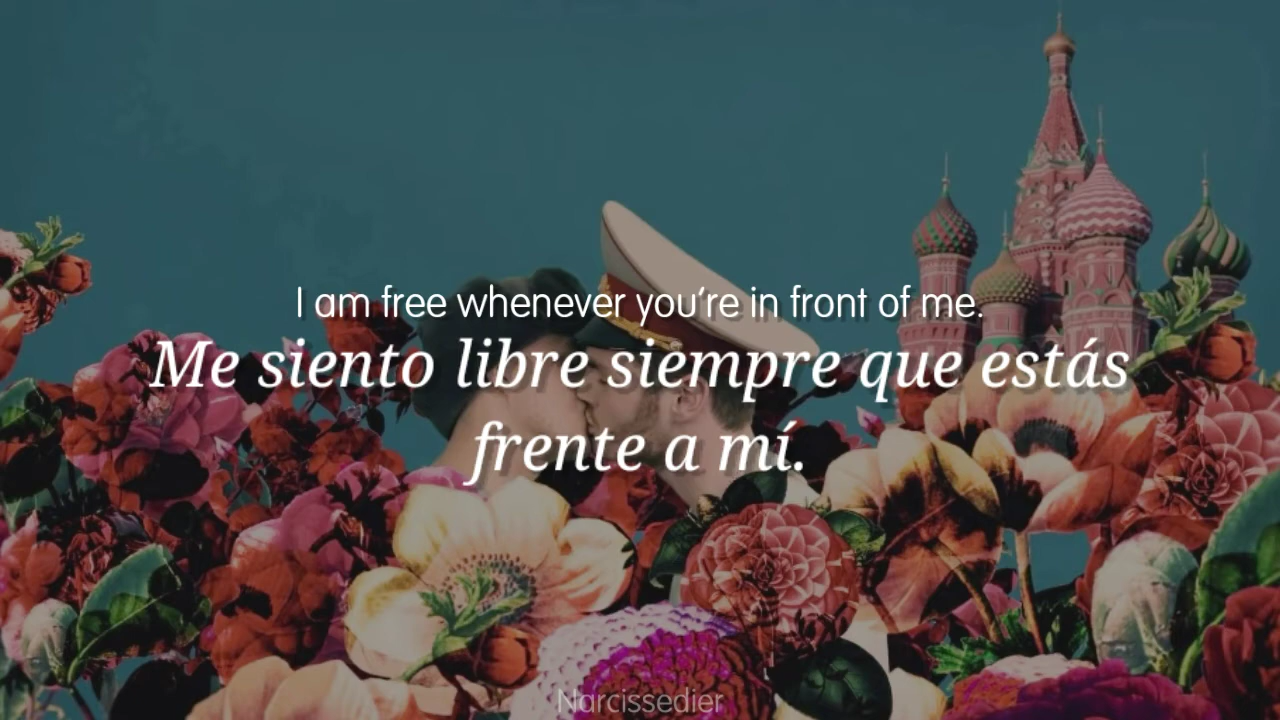 I am free whenever you're in front of me.
Me siento libre siempre que estás
frente a mí.
Narcissedier